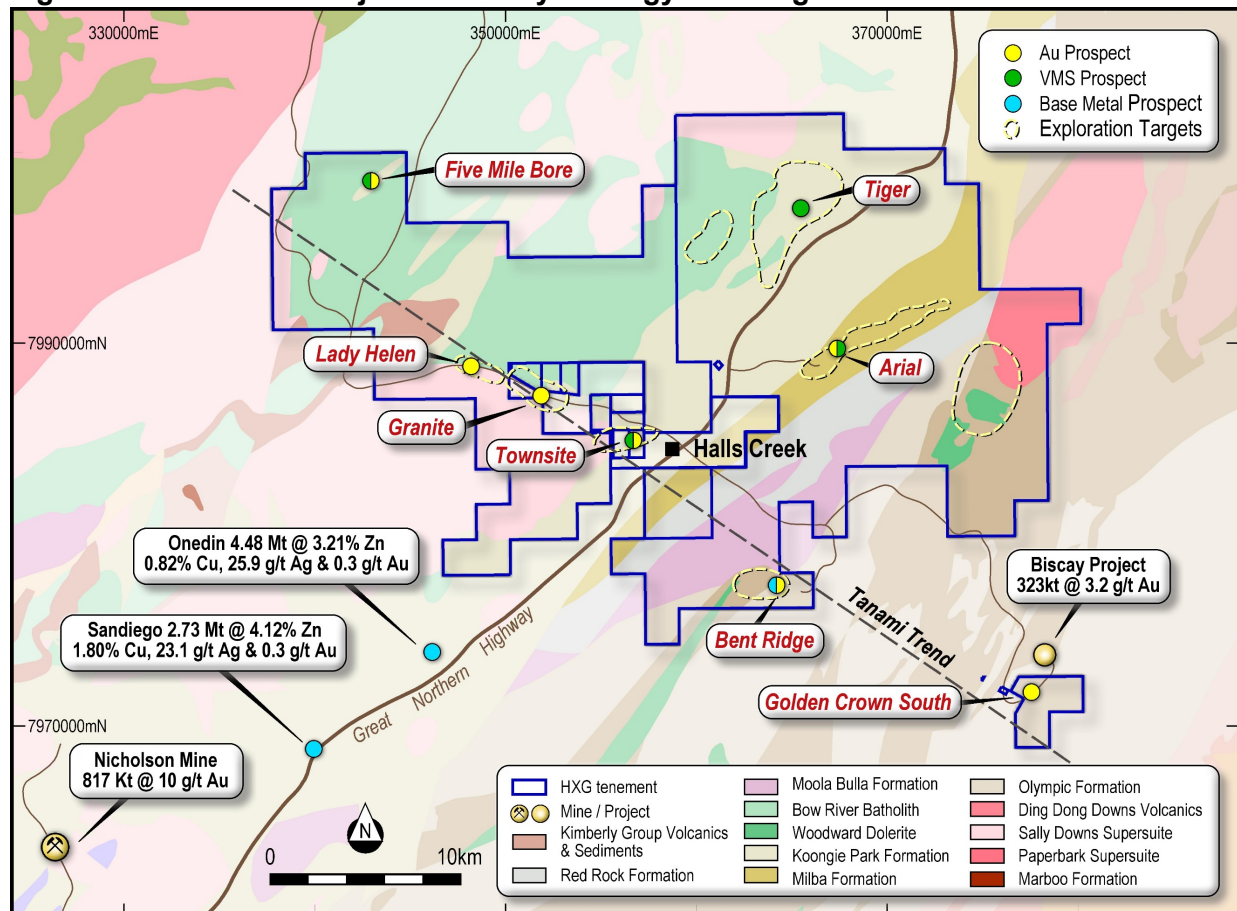 330000mE
350000mE
370000mE
Au Prospect
VMS Prospect
Base Metal Prospect
Exploration Targets
Five Mile Bore
Tiger
7990000mN
Lady Helen
Arial
Granite
Townsite
Halls Creek
Onedin 4.48 Mt @ 3.21% Zn
0.82% Cu, 25.9 g/t Ag & 0.3 g/t Au
Biscay Project
323kt @ 3.2 g/t Au
Sandiego 2.73 Mt @ 4.12% Zn
1.80% Cu, 23.1 g/t Ag & 0.3 g/t Au
Bent Ridge
Tanami Trend
Great Northern Highway
Golden Crown South
7970000mN
Nicholson Mine
817 Kt @ 10 g/t Au
N
0 10km
HXG tenement
Mine / Project
Kimberly Group Volcanics
& Sediments
Red Rock Formation
Moola Bulla Formation
Bow River Batholith
Woodward Dolerite
Koongie Park Formation
Milba Formation
Olympic Formation
Ding Dong Downs Volcanics
Sally Downs Supersuite
Paperbark Supersuite
Marboo Formation